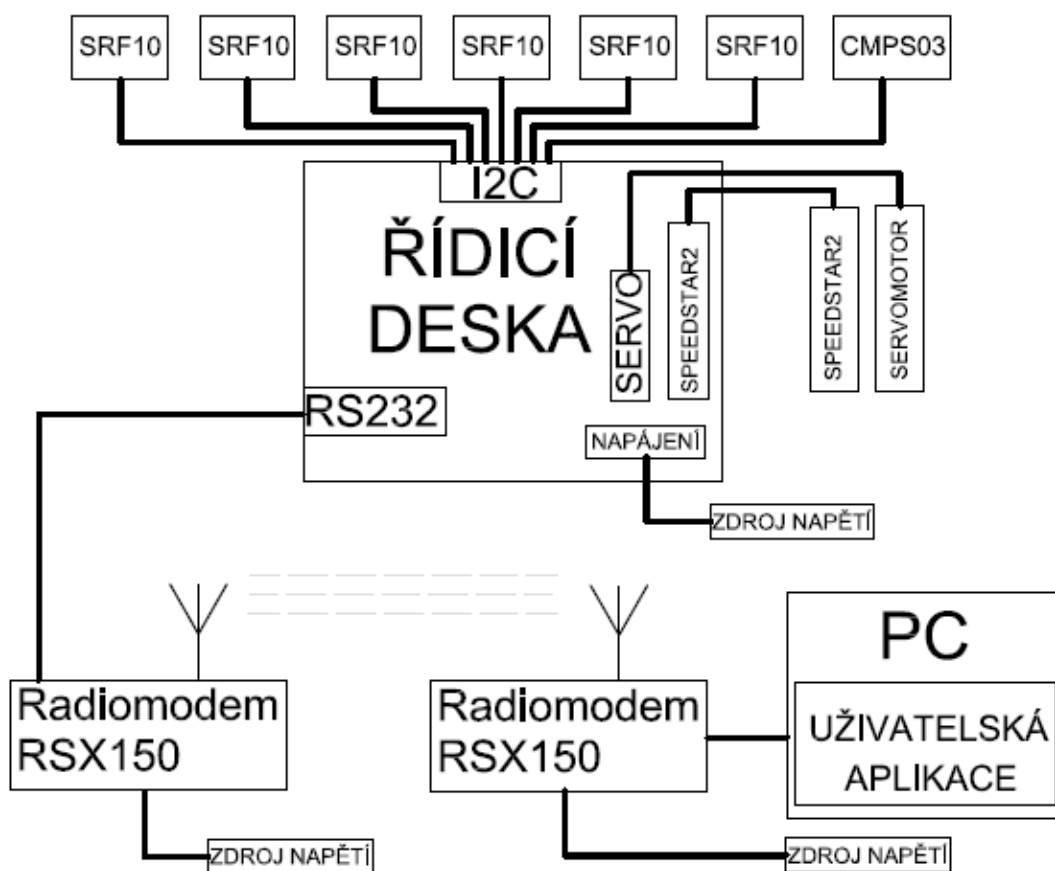 SRF10
SRF10
SRF10
SRF10
SRF10
SRF10
CMPS03
I2C
ŘÍDICÍ
DESKA
SERVO
SPEEDSTAR2
SPEEDSTAR2
SERVOMOTOR
RS232
NAPÁJENÍ
ZDROJ NAPĚTÍ
Radiomodem
RSX150
ZDROJ NAPĚTÍ
Radiomodem
RSX150
PC
UŽIVATELSKÁ
APLIKACE
ZDROJ NAPĚTÍ